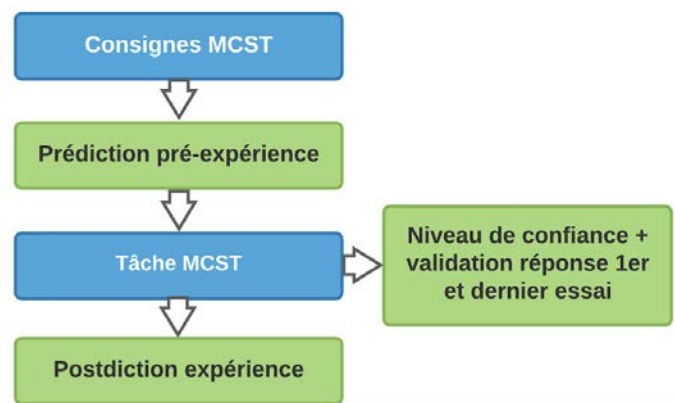 Consignes MCST
Prédiction pré-expérience
Tâche MCST
Niveau de confiance +
validation réponse 1er
et dernier essai
Postdiction expérience